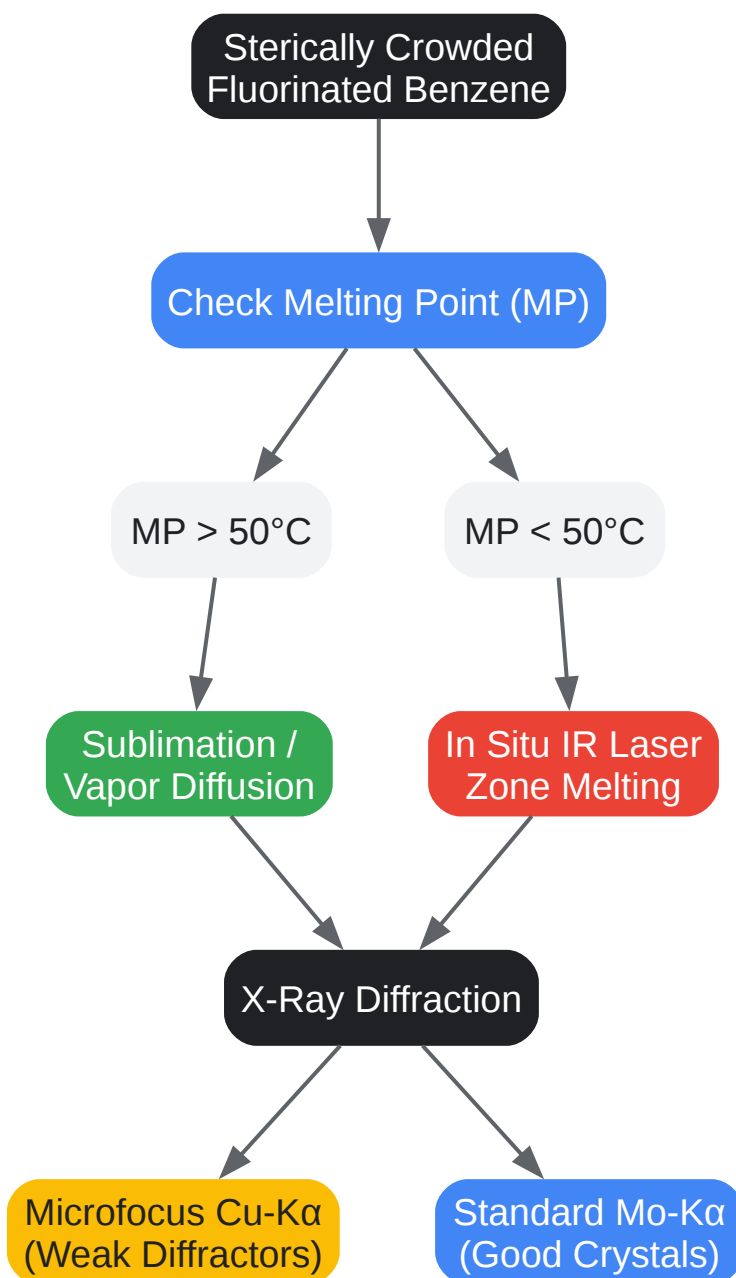 Sterically Crowded
Fluorinated Benzene
Check Melting Point (MP)
MP > 50°C
MP < 50°C
Sublimation /
Vapor Diffusion
In Situ IR Laser
Zone Melting
X-Ray Diffraction
Microfocus Cu-Kα
(Weak Diffractors)
Standard Mo-Kα
(Good Crystals)